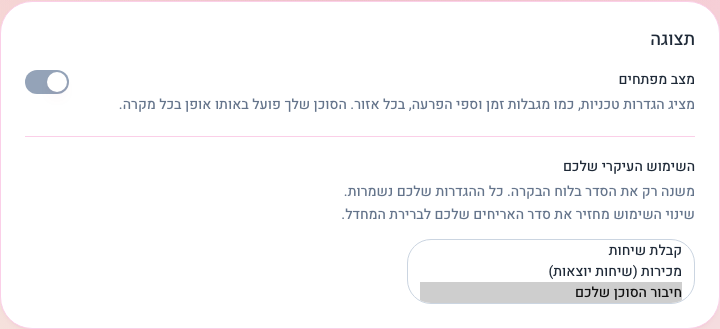 תצוגה
מצב מפתחים
מציג הגדרות טכניות, כמו מגבלות זמן וספי הפרעה, בכל אזור. הסוכן שלך פועל באותו אופן בכל מקרה.
השימוש העיקרי שלכם
משנה רק את הסדר בלוח הבקרה. כל ההגדרות שלכם נשמרות.
שינוי השימוש מחזיר את סדר האריחים שלכם לברירת המחדל.
קבלת שיחות
מכירות (שיחות יוצאות)
חיבור הסוכן שלכם